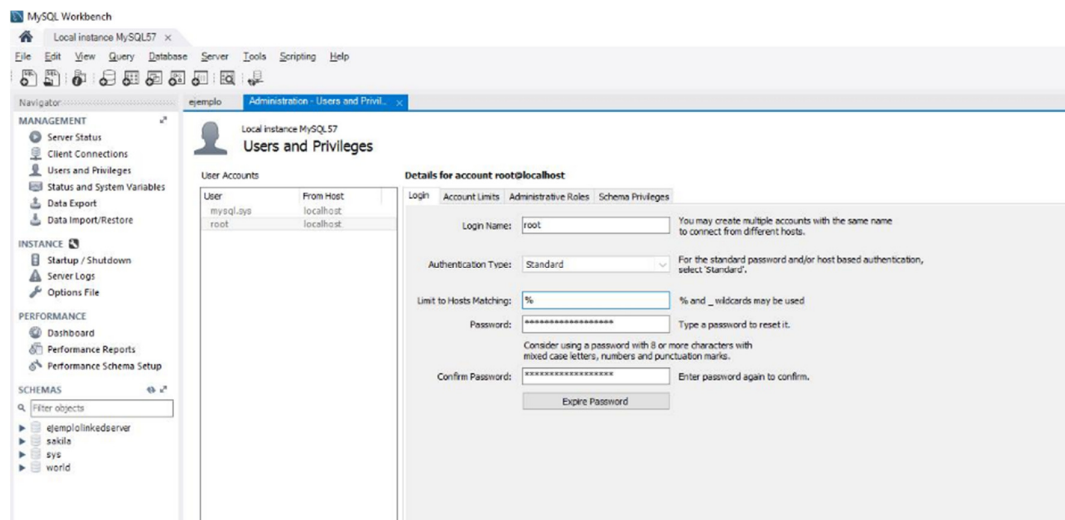 MySQL Workbench
Local instance MySQL57 ×
File Edit View Query Database Server Tools Scripting Help
Navigator
MANAGEMENT
Server Status
Client Connections
Users and Privileges
Status and System Variables
Data Export
Data Import/Restore
INSTANCE
Startup / Shutdown
Server Logs
Options File
PERFORMANCE
Dashboard
Performance Reports
Performance Schema Setup
SCHEMAS
Filter objects
ejemplolinkedserver
sakila
sys
world
ejemplo
Administration - Users and Privil.. ×
Local instance MySQL57
Users and Privileges
User Accounts
User From Host
mysql.sys localhost
root localhost
Details for account root@localhost
Login Account Limits Administrative Roles Schema Privileges
Login Name: root You may create multiple accounts with the same name
to connect from different hosts.
Authentication Type: Standard For the standard password and/or host based authentication,
select 'Standard'.
Limit to Hosts Matching: % % and _ wildcards may be used
Password: ****************** Type a password to reset it.
Consider using a password with 8 or more characters with
mixed case letters, numbers and punctuation marks.
Confirm Password: ****************** Enter password again to confirm.
Expire Password